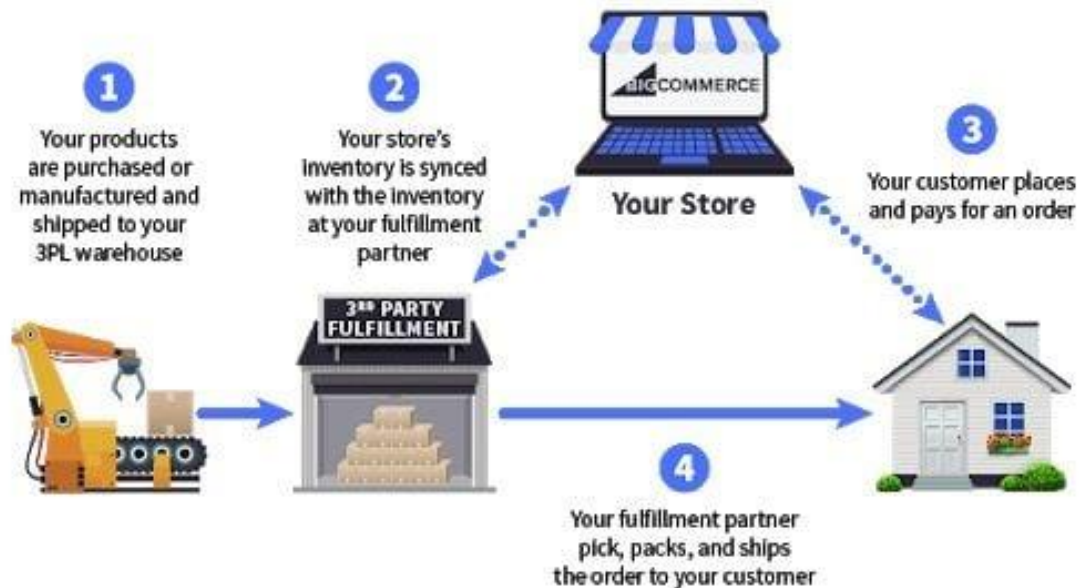 1
Your products
are purchased or
manufactured and
shipped to your
3PL warehouse
2
Your store's
inventory is synced
with the inventory
at your fulfillment
partner
BIGCOMMERCE
Your Store
3
Your customer places
and pays for an order
3RD PARTY
FULFILLMENT
4
Your fulfillment partner
pick, packs, and ships
the order to your customer